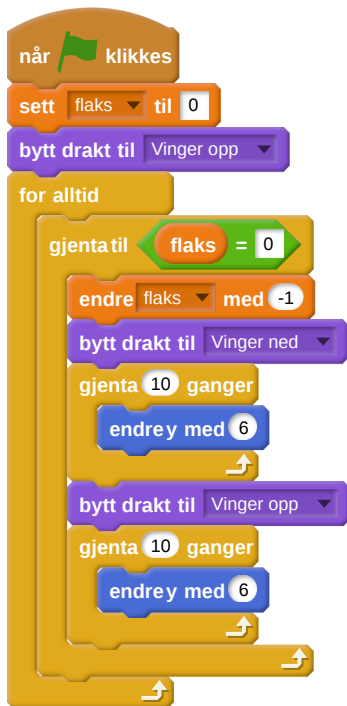 når klikkes
sett flaks til 0
bytt drakt til Vinger opp
for alltid
gjenta til flaks = 0
endre flaks med -1
bytt drakt til Vinger ned
gjenta 10 ganger
endre y med 6
bytt drakt til Vinger opp
gjenta 10 ganger
endre y med 6